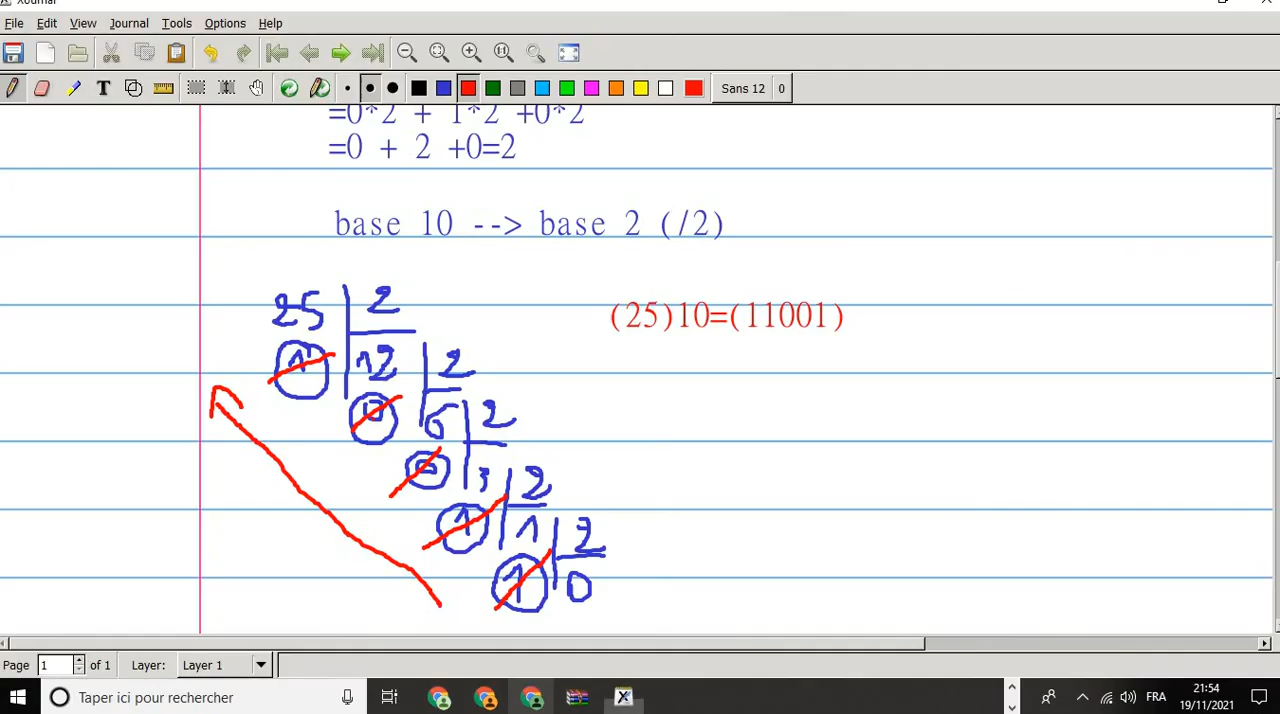 Xournal
File Edit View Journal Tools Options Help
Sans 12 0
=0*2 + 1*2 +0*2
=0 + 2 +0=2
base 10 --> base 2 (/2)
(25)10=(11001)
25 2
1 12 2
0 6 2
0 3 2
1 1 2
1 0
Page 1 of 1 Layer: Layer 1
Taper ici pour rechercher
FRA
21:54
19/11/2021